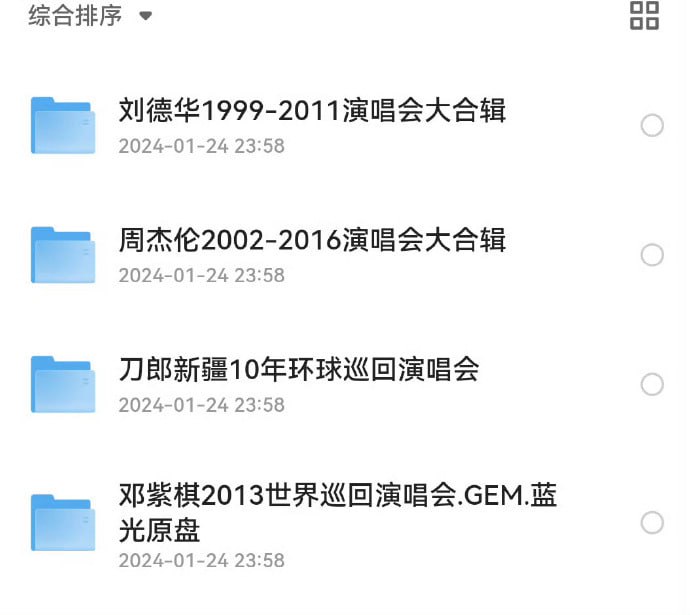 综合排序
刘德华1999-2011演唱会大合辑
2024-01-24 23:58
周杰伦2002-2016演唱会大合辑
2024-01-24 23:58
刀郎新疆10年环球巡回演唱会
2024-01-24 23:58
邓紫棋2013世界巡回演唱会.GEM.蓝
光原盘
2024-01-24 23:58